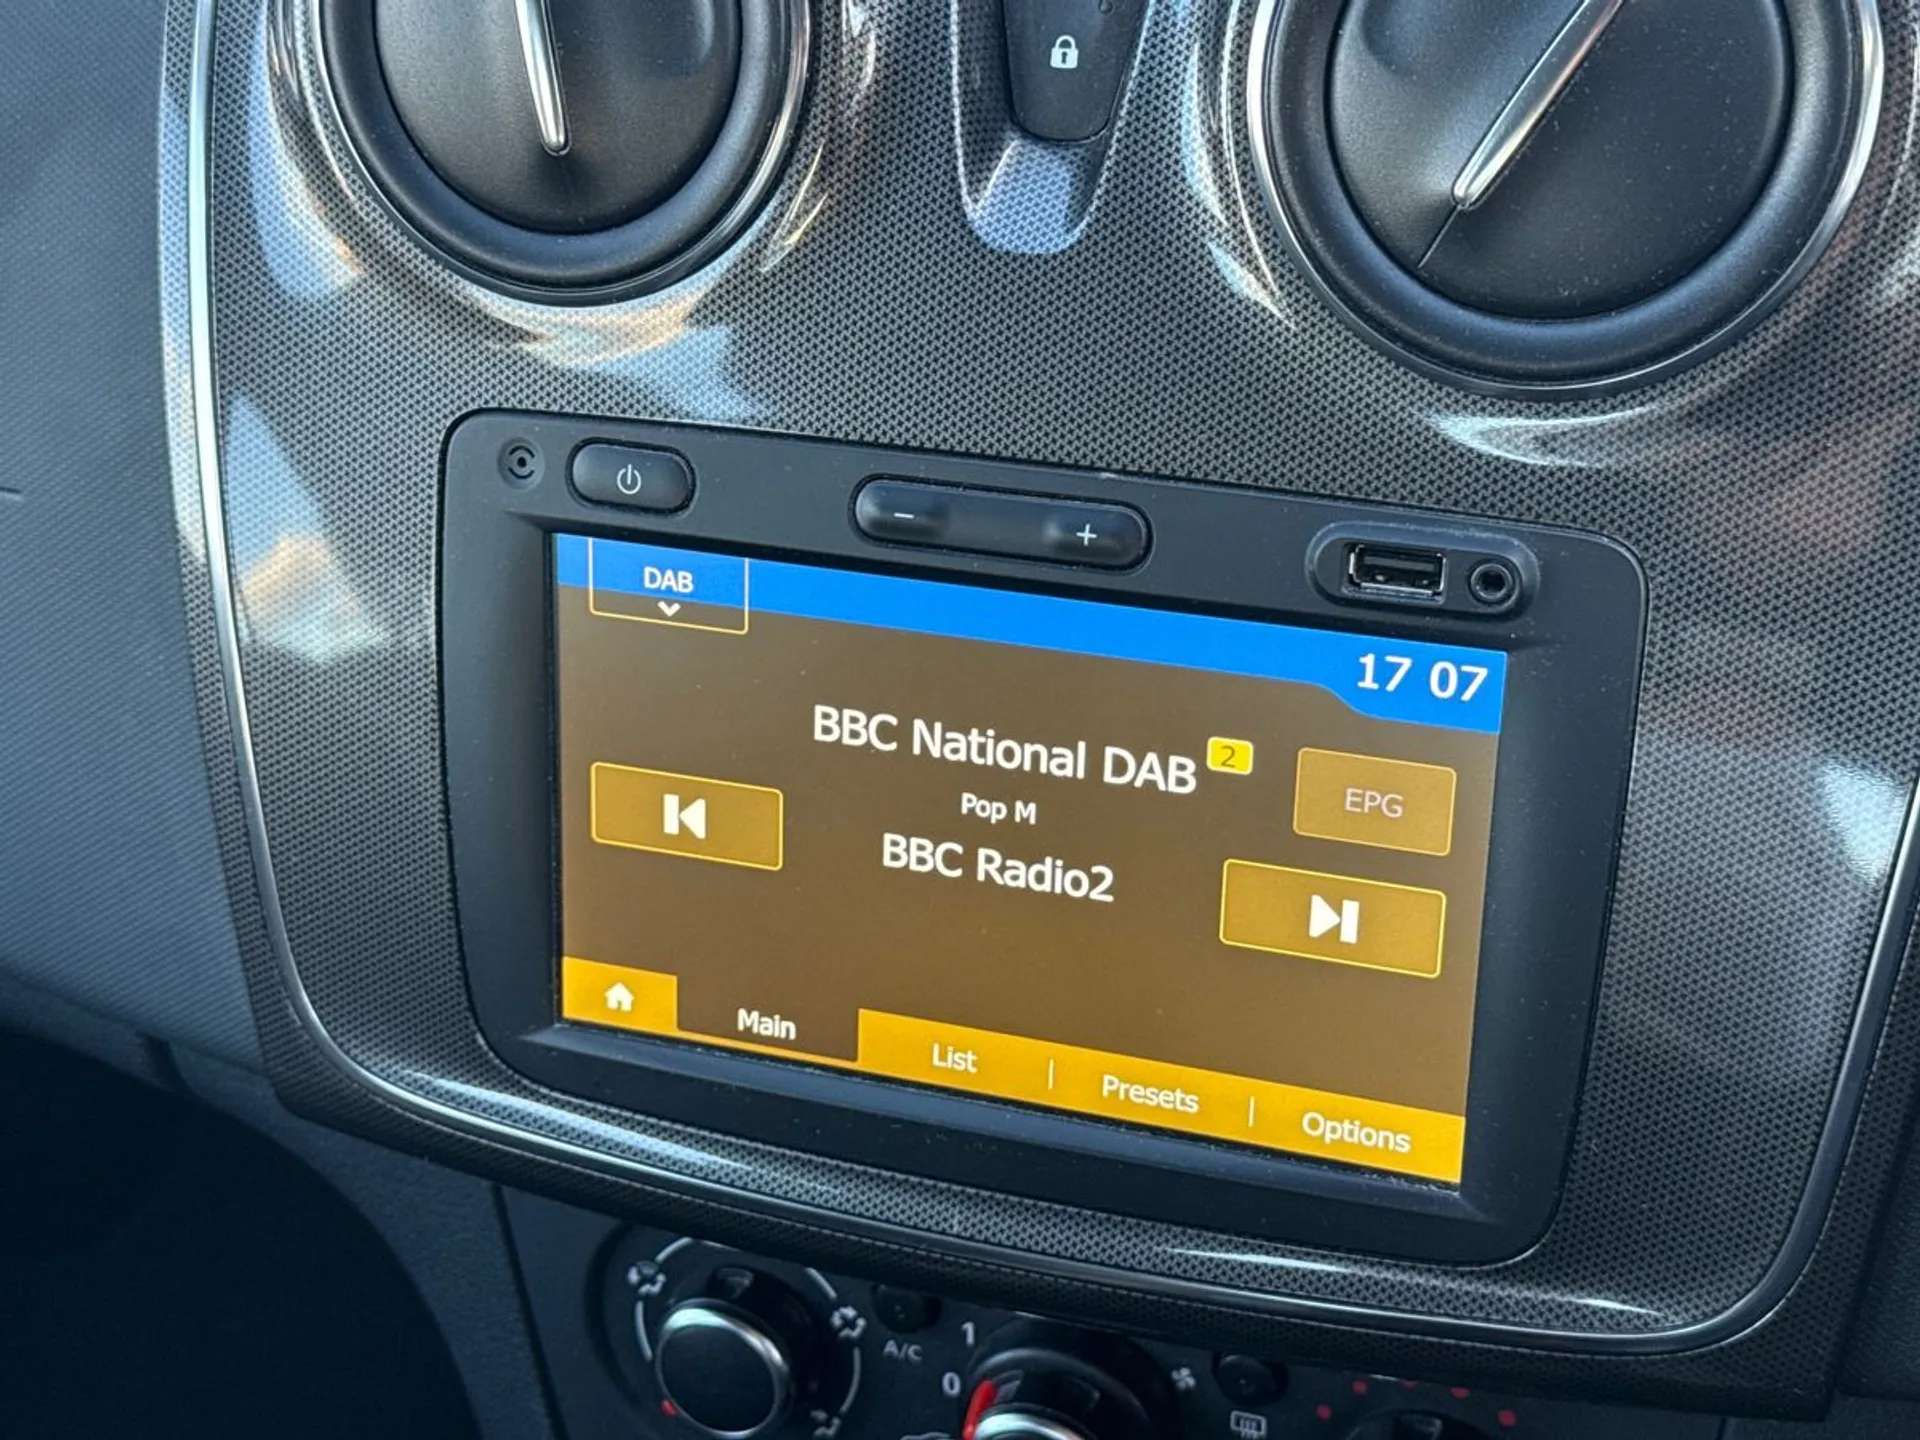 DAB
17 07
BBC National DAB 2
Pop M
EPG
BBC Radio2
Main
List | Presets | Options
A/C
1
0